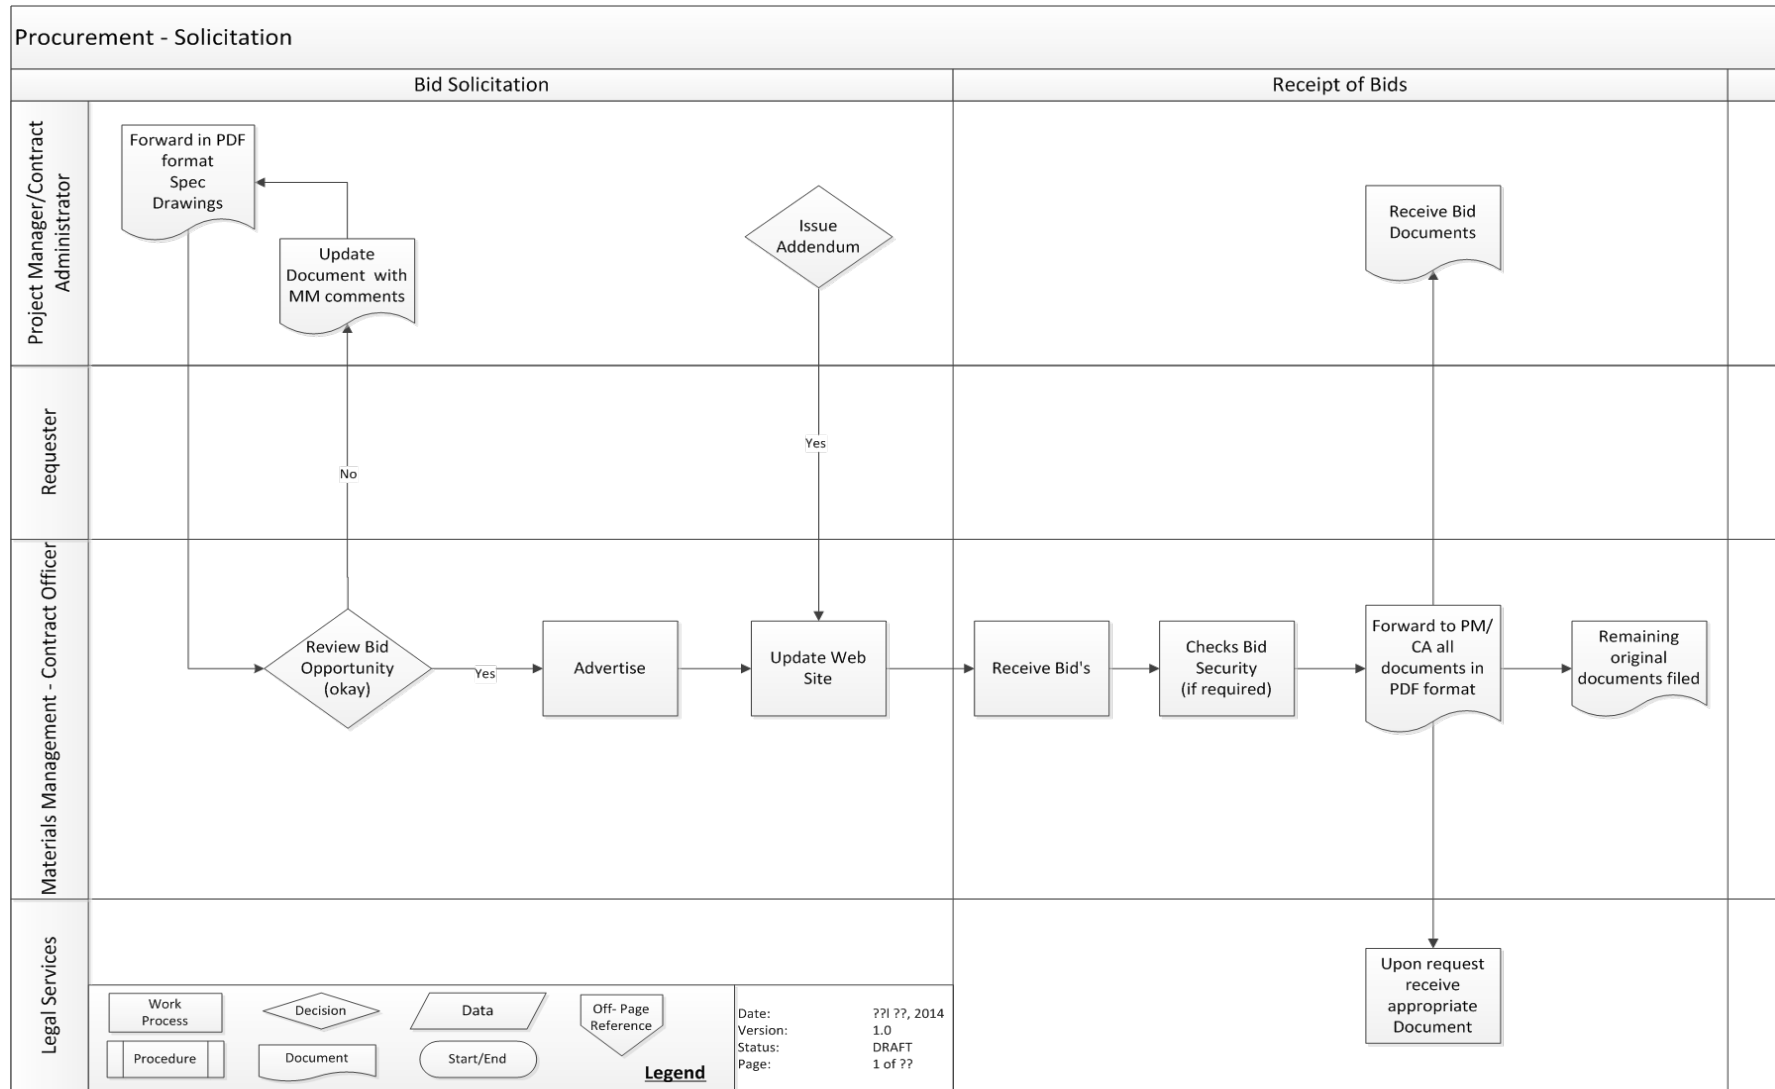 Procurement - Solicitation
Bid Solicitation
Receipt of Bids
Project Manager/Contract
Administrator
Forward in PDF
format
Spec
Drawings
Update
Document with
MM comments
Issue
Addendum
Receive Bid
Documents
Requester
No
Yes
Materials Management - Contract Officer
Review Bid
Opportunity
(okay)
Yes
Advertise
Update Web
Site
Receive Bid's
Checks Bid
Security
(if required)
Forward to PM/
CA all
documents in
PDF format
Remaining
original
documents filed
Legal Services
Upon request
receive
appropriate
Document
Work
Process
Decision
Data
Off- Page
Reference
Procedure
Document
Start/End
Legend
Date: ??l ??, 2014
Version: 1.0
Status: DRAFT
Page: 1 of ??